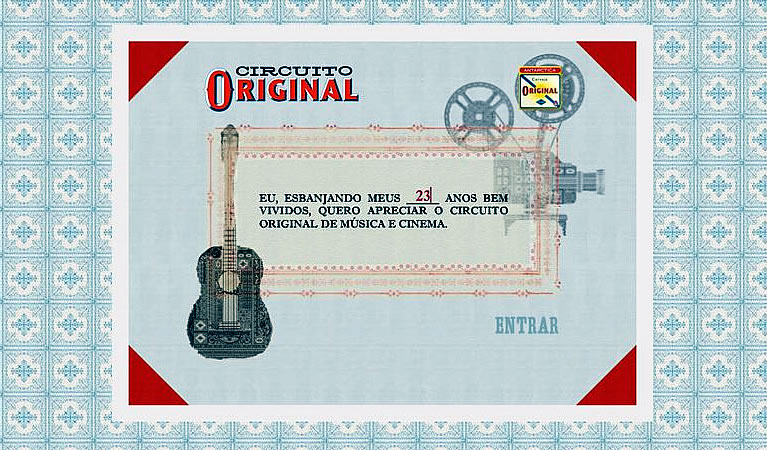 CIRCUITO
ORIGINAL
ANTARCTICA
ORIGINAL
EU, ESBANJANDO MEUS 23 ANOS BEM
VIVIDOS, QUERO APRECIAR O CIRCUITO
ORIGINAL DE MÚSICA E CINEMA.
ENTRAR